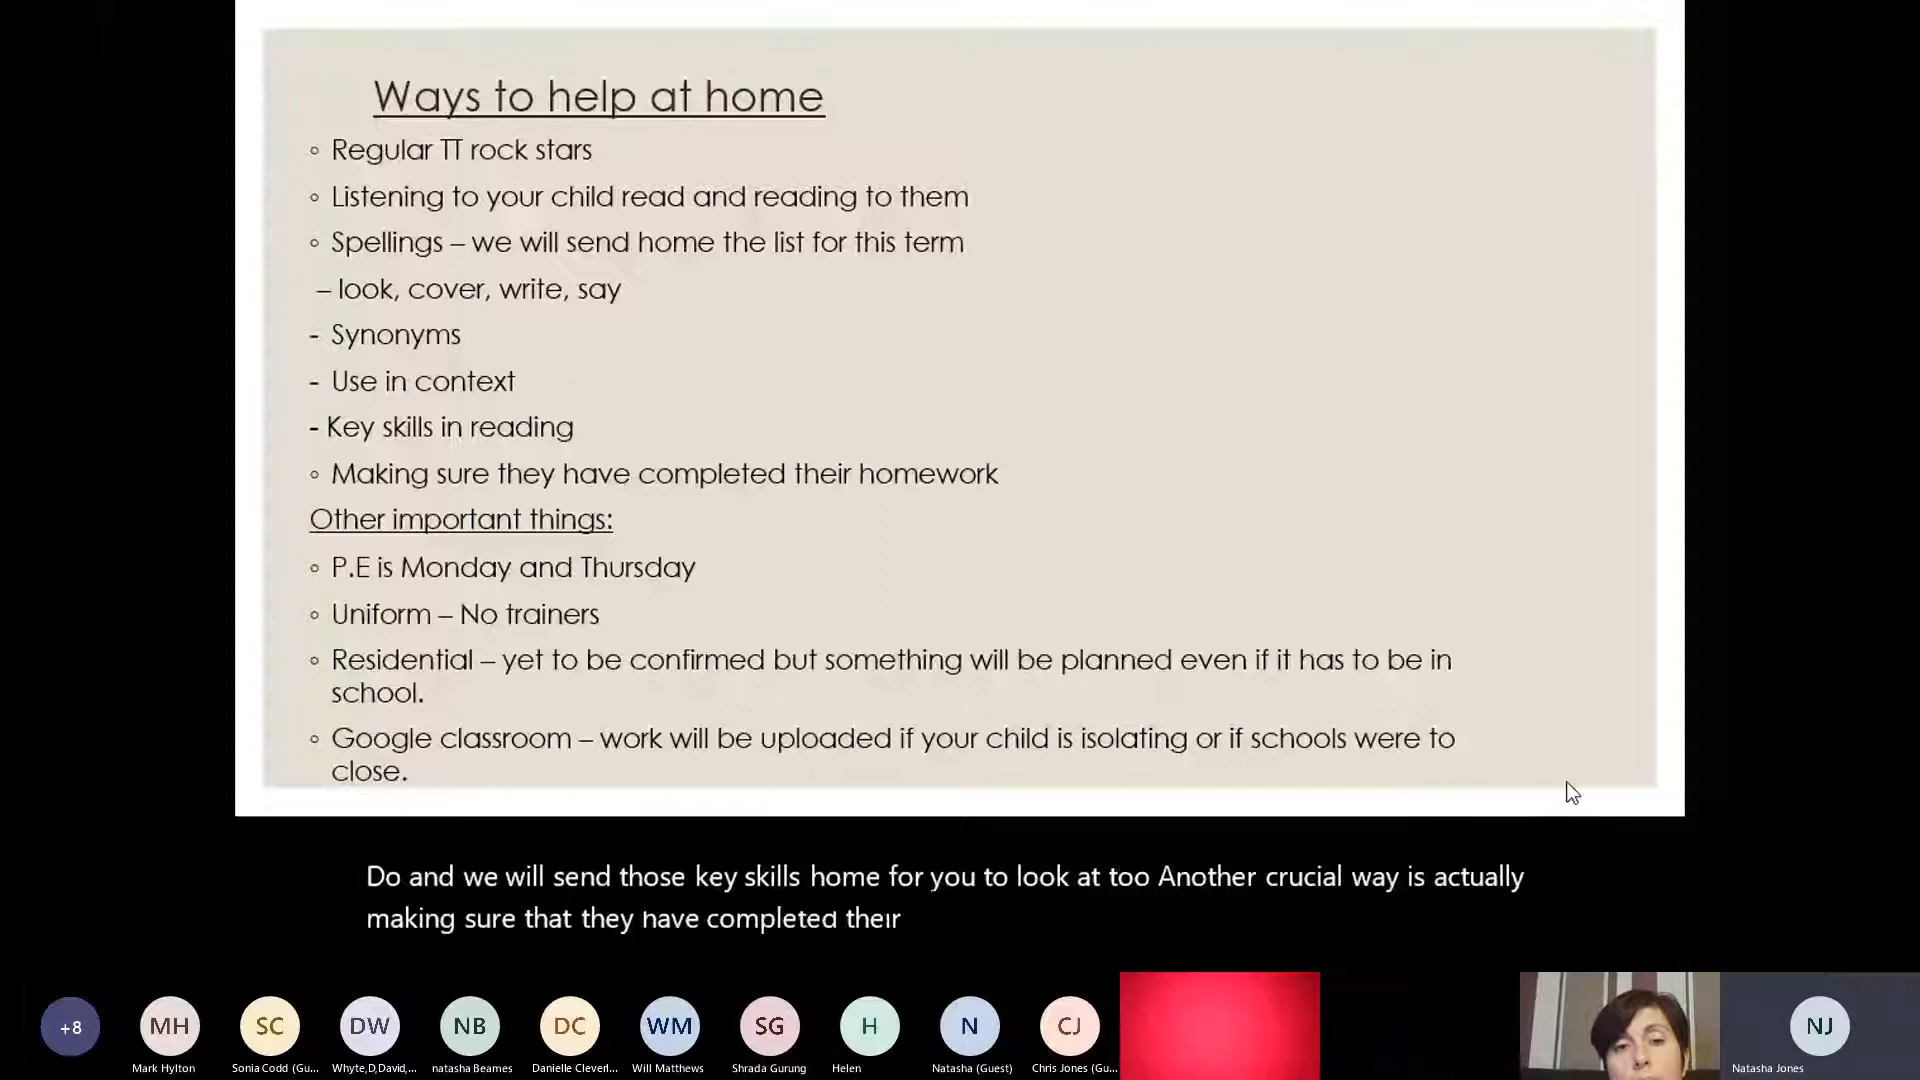 Ways to help at home
◦ Regular TT rock stars
◦ Listening to your child read and reading to them
◦ Spellings – we will send home the list for this term
– look, cover, write, say
- Synonyms
- Use in context
- Key skills in reading
◦ Making sure they have completed their homework
Other important things:
◦ P.E is Monday and Thursday
◦ Uniform – No trainers
◦ Residential – yet to be confirmed but something will be planned even if it has to be in
school.
◦ Google classroom – work will be uploaded if your child is isolating or if schools were to
close.
Do and we will send those key skills home for you to look at too Another crucial way is actually
making sure that they have completed their
+8 MH SC DW NB DC WM SG H N CJ NJ
Mark Hylton Sonia Codd (Gu... Whyte,D,David,... natasha Beames Danielle Cleverl... Will Matthews Shrada Gurung Helen Natasha (Guest) Chris Jones (Gu... Natasha Jones